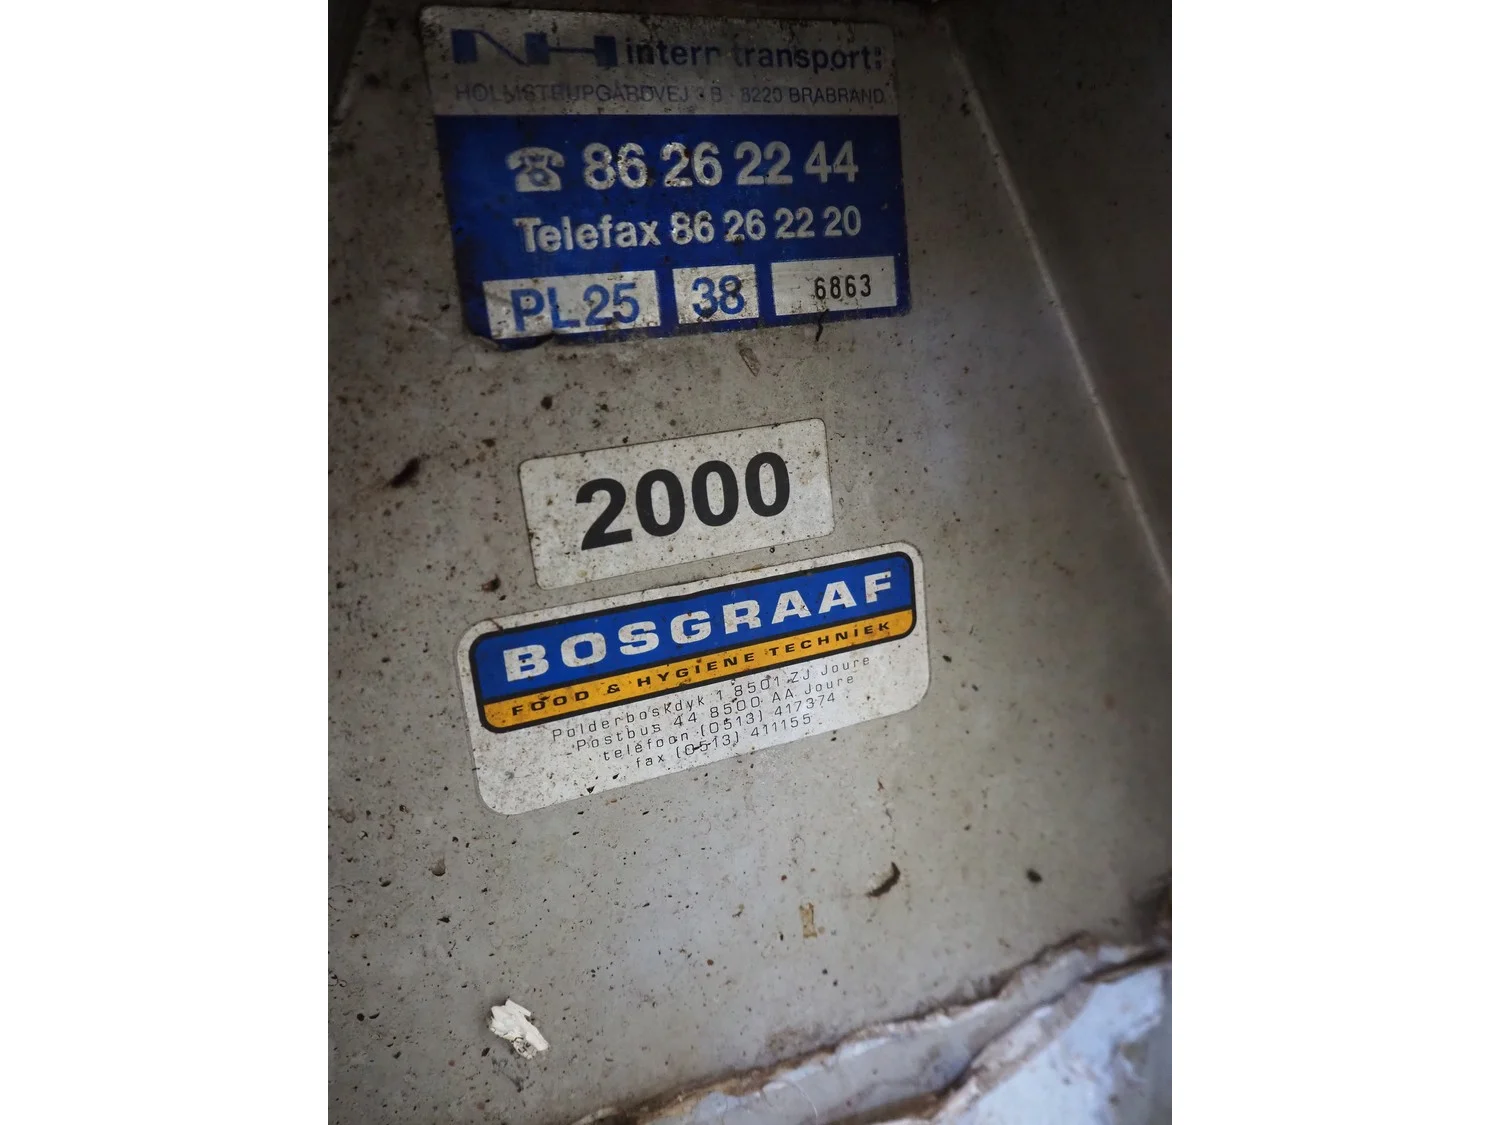 NH intern transport:
HOLMSTRUPGÅRDVEJ B · 8220 BRABRAND
☎ 86 26 22 44
Telefax 86 26 22 20
PL25 38 6863
2000
BOSGRAAF
FOOD & HYGIENE TECHNIEK
Polderboskdyk 1 8501 ZJ Joure
Postbus 44 8500 AA Joure
telefoon (0513) 417374
fax (0513) 411155